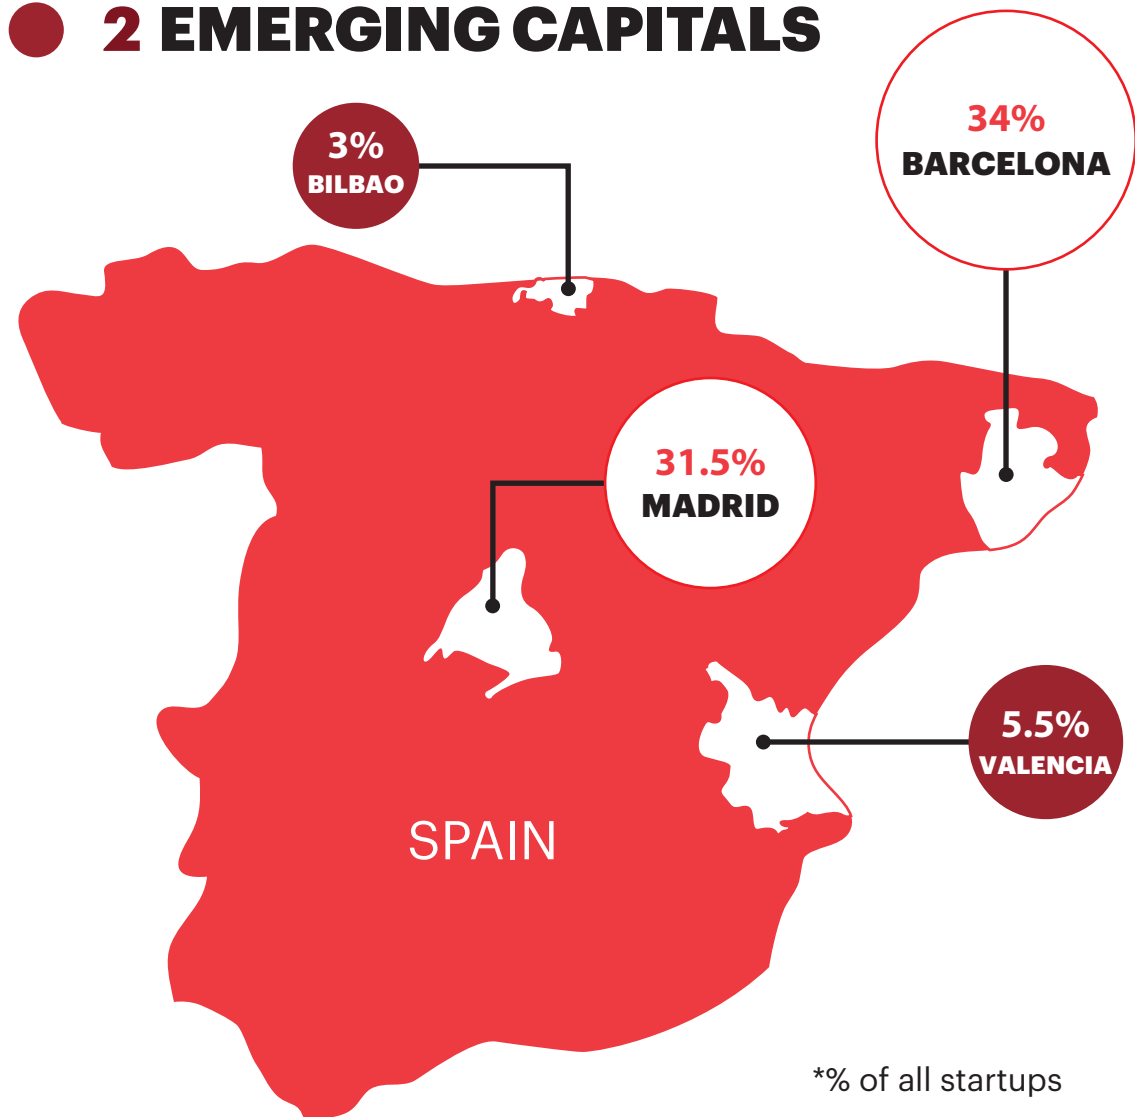 2 EMERGING CAPITALS
34%
BARCELONA
3%
BILBAO
31.5%
MADRID
5.5%
VALENCIA
SPAIN
*% of all startups